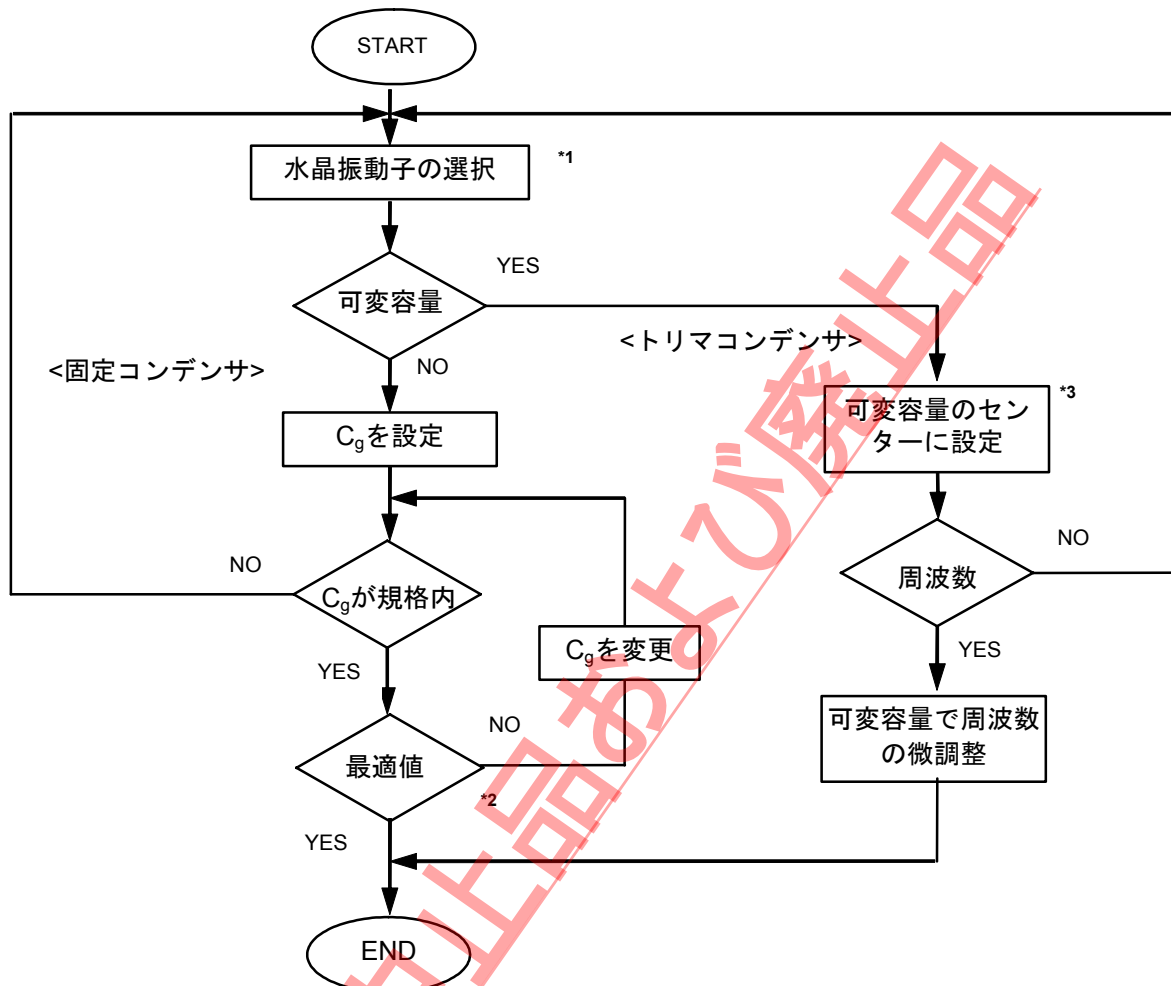 START
水晶振動子の選択
*1
YES
可変容量
<トリマコンデンサ>
<固定コンデンサ>
NO
*3
可変容量のセン
ターに設定
Cgを設定
NO
NO
周波数
Cgが規格内
Cgを変更
YES
YES
可変容量で周波数
の微調整
NO
最適値
*2
YES
END
止品および廃止品